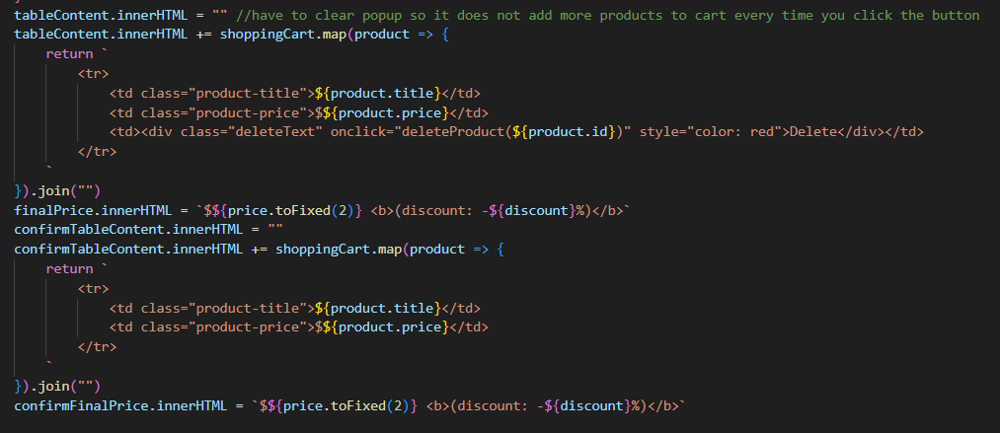 tableContent.innerHTML = "" //have to clear popup so it does not add more products to cart every time you click the button
tableContent.innerHTML += shoppingCart.map(product => {
    return `
        <tr>
            <td class="product-title">${product.title}</td>
            <td class="product-price">$${product.price}</td>
            <td><div class="deleteText" onclick="deleteProduct(${product.id})" style="color: red">Delete</div></td>
        </tr>
    `
}).join("")
finalPrice.innerHTML = `$${price.toFixed(2)} <b>(discount: -${discount}%)</b>`
confirmTableContent.innerHTML = ""
confirmTableContent.innerHTML += shoppingCart.map(product => {
    return `
        <tr>
            <td class="product-title">${product.title}</td>
            <td class="product-price">$${product.price}</td>
        </tr>
    `
}).join("")
confirmFinalPrice.innerHTML = `$${price.toFixed(2)} <b>(discount: -${discount}%)</b>`